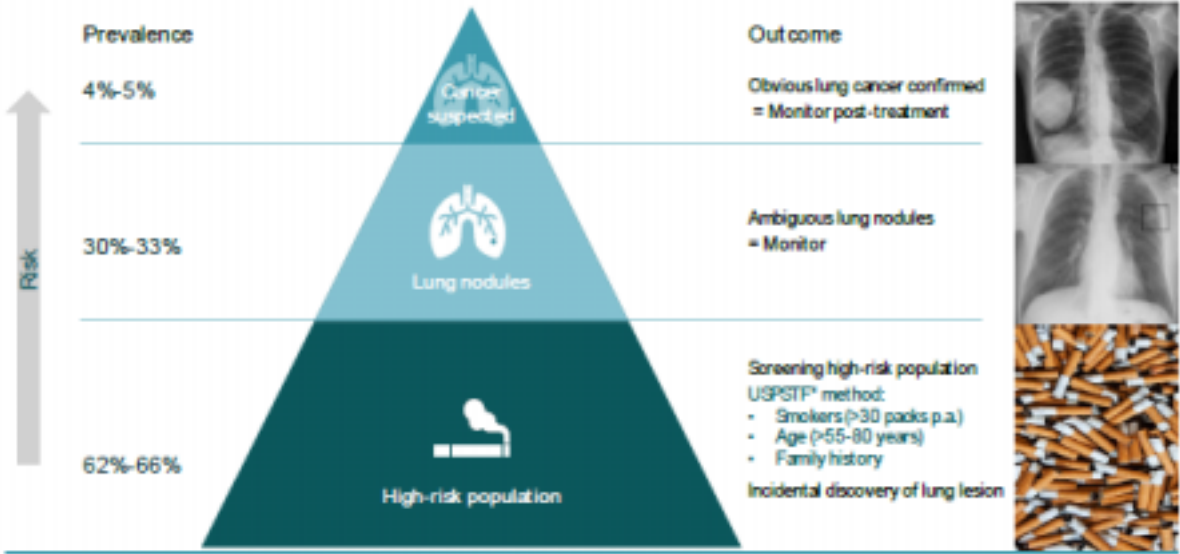 Prevalence
Outcome
4%-5%
Cancer
suspected
Obvious lung cancer confirmed
= Monitor post-treatment
Risk
30%-33%
Lung nodules
Ambiguous lung nodules
= Monitor
62%-66%
High-risk population
Screening high-risk population
USPSTF* method:
- Smokers (>30 packs p.a.)
- Age (>55-80 years)
- Family history
Incidental discovery of lung lesion